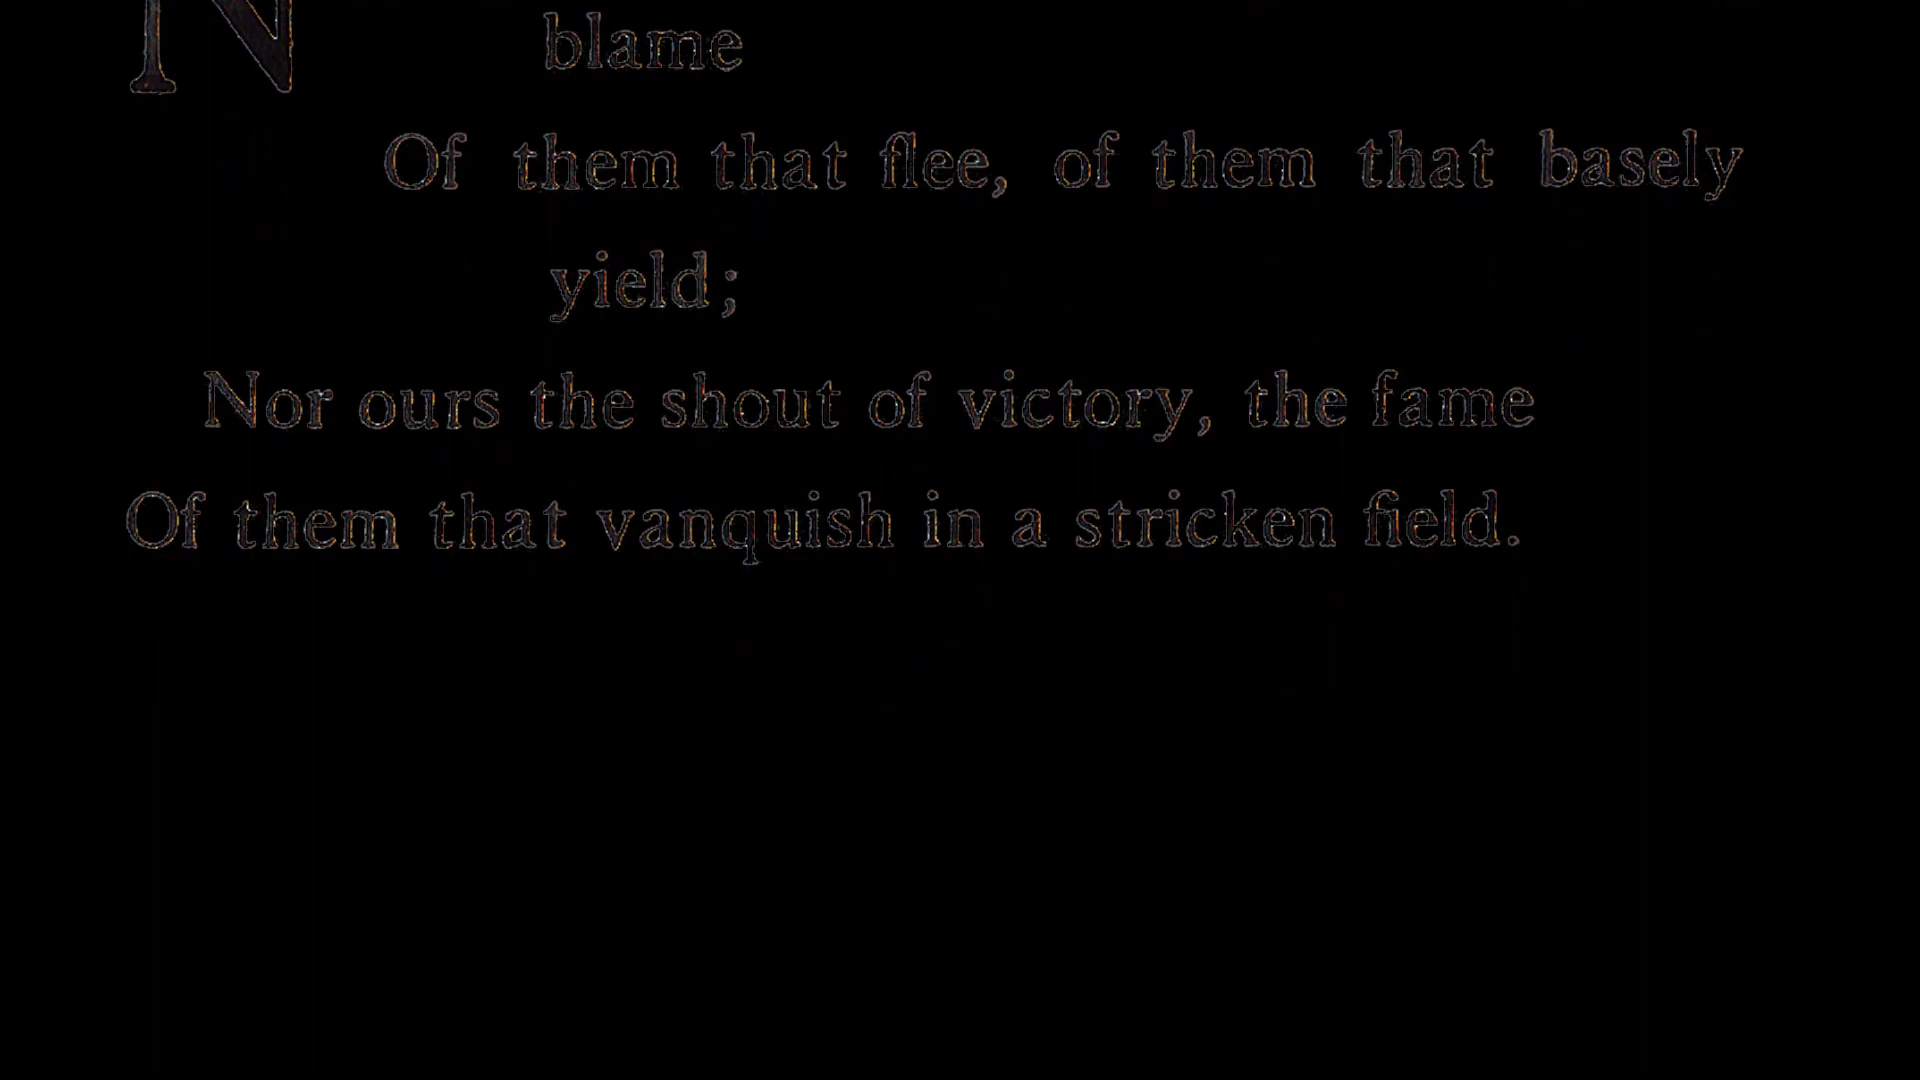 N blame
Of them that flee, of them that basely
yield;
Nor ours the shout of victory, the fame
Of them that vanquish in a stricken field.